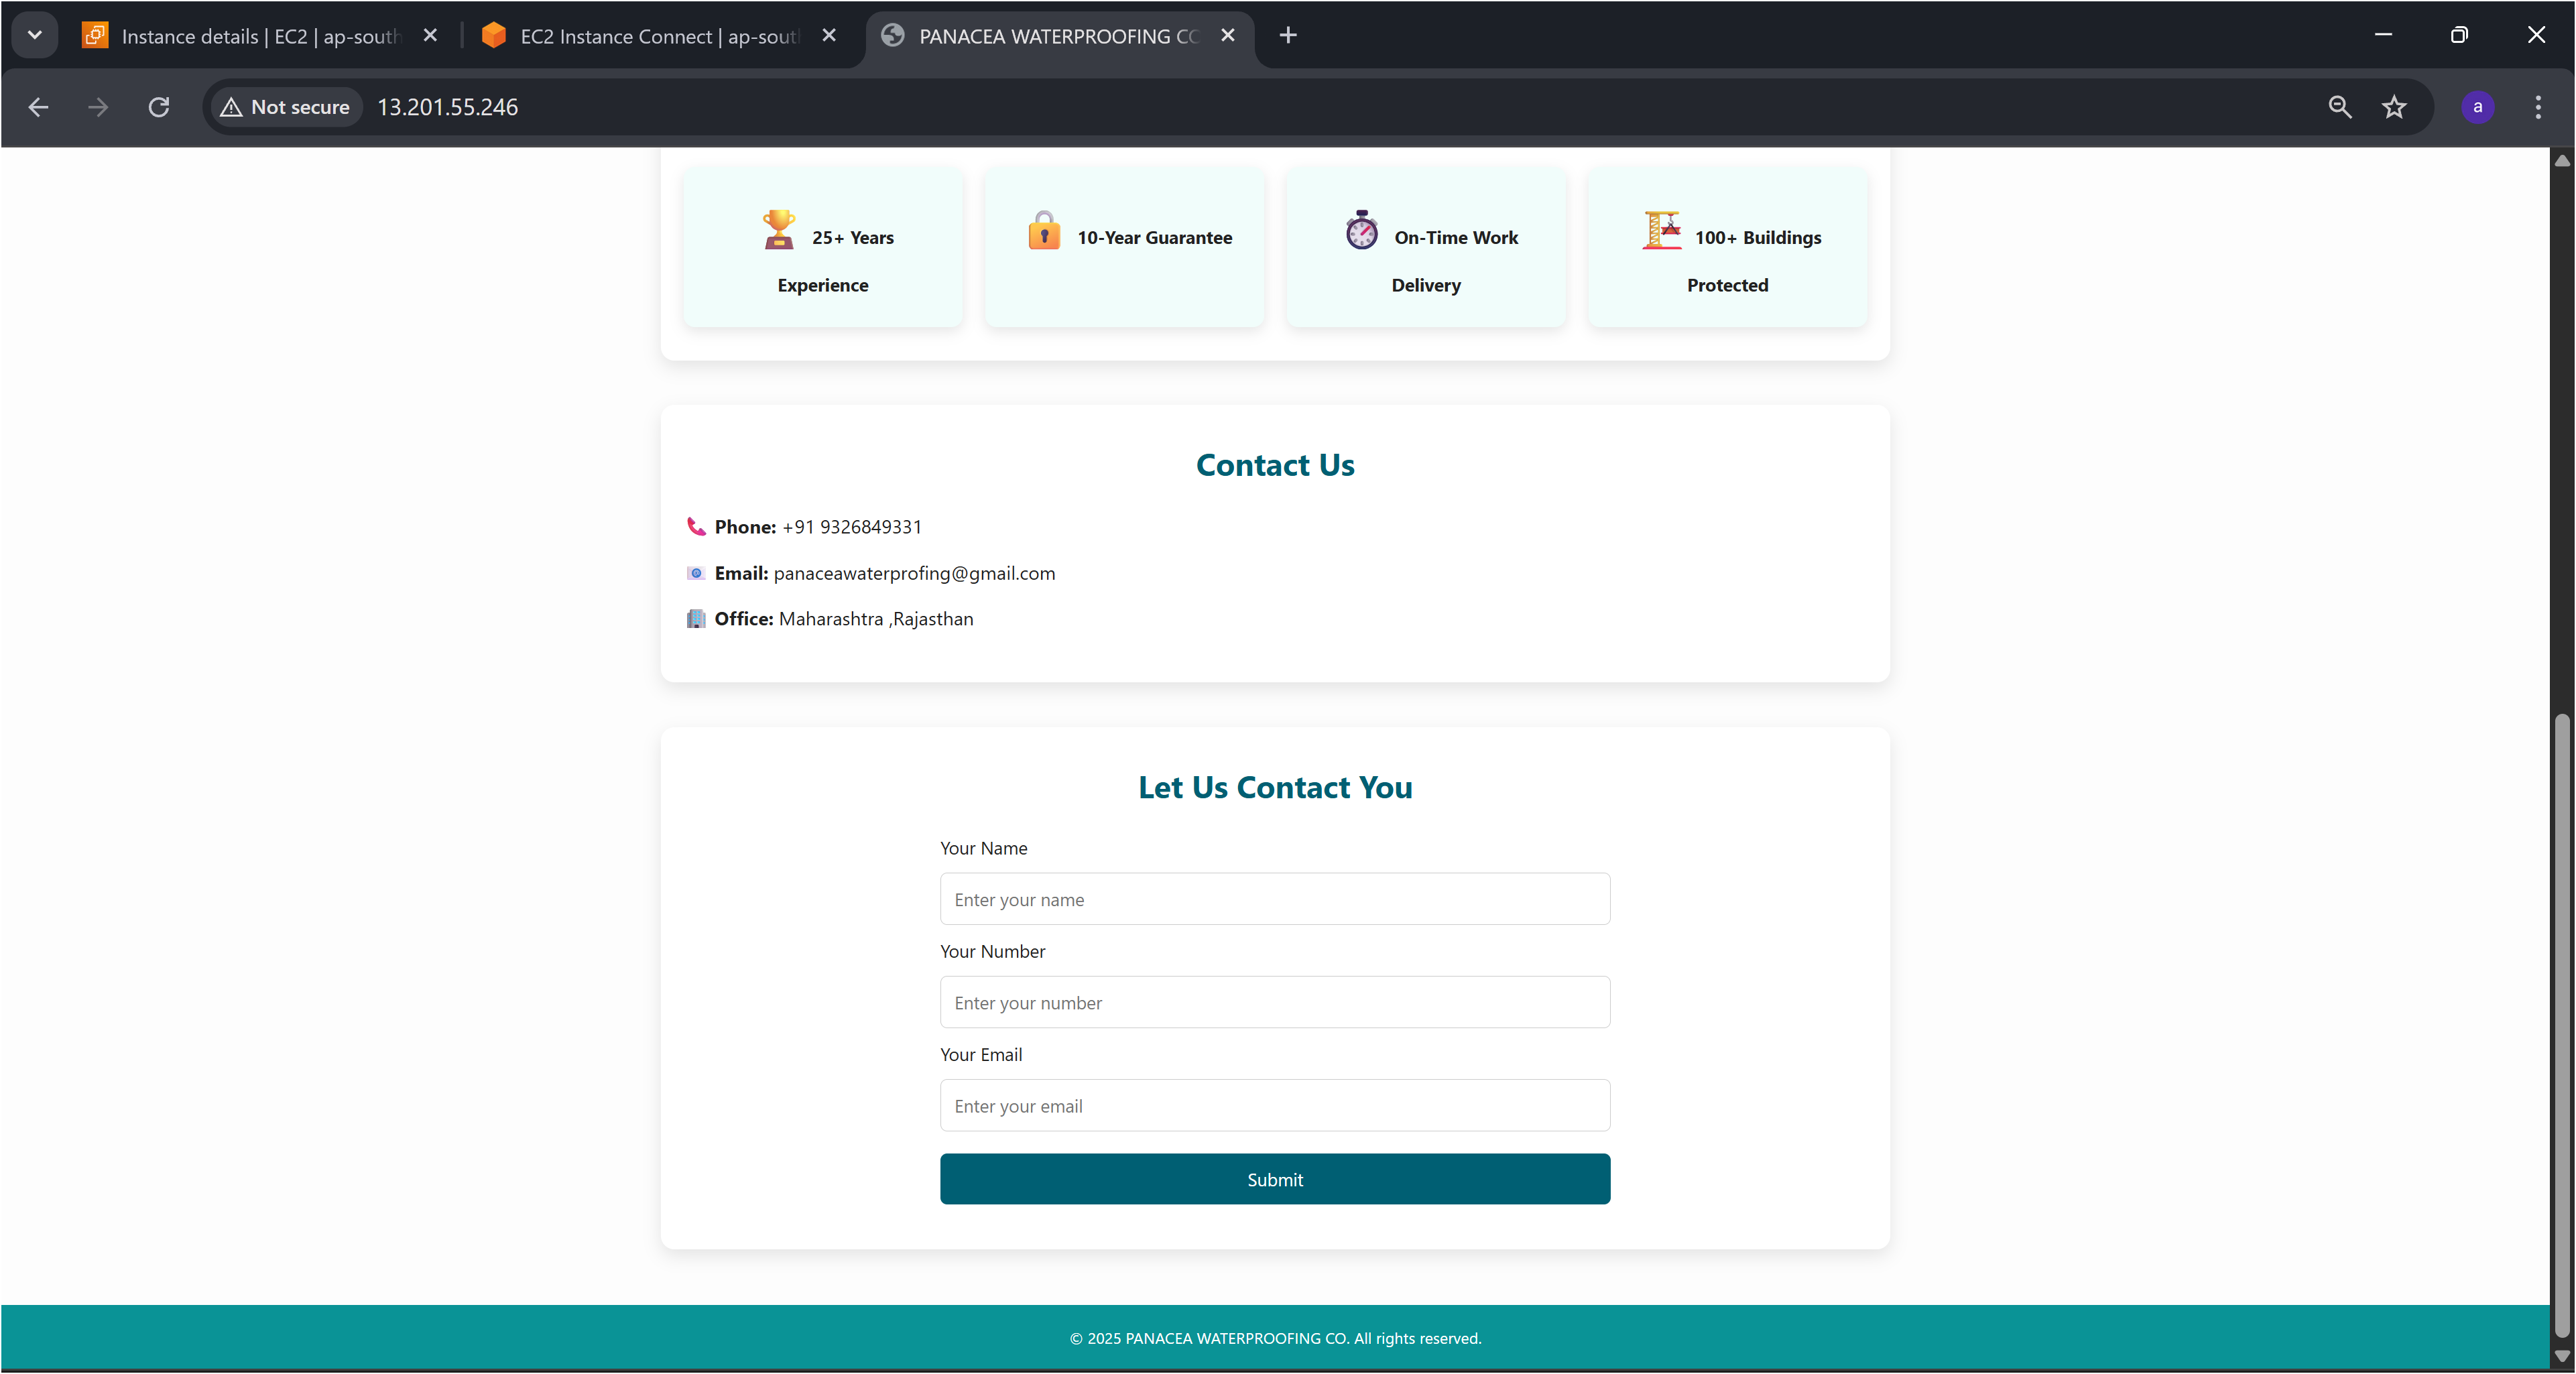 Instance details | EC2 | ap-south
EC2 Instance Connect | ap-sout
PANACEA WATERPROOFING CO
Not secure
13.201.55.246
a
25+ Years
Experience
10-Year Guarantee
On-Time Work
Delivery
100+ Buildings
Protected
Contact Us
Phone: +91 9326849331
Email: panaceawaterprofing@gmail.com
Office: Maharashtra ,Rajasthan
Let Us Contact You
Your Name
Enter your name
Your Number
Enter your number
Your Email
Enter your email
Submit
© 2025 PANACEA WATERPROOFING CO. All rights reserved.